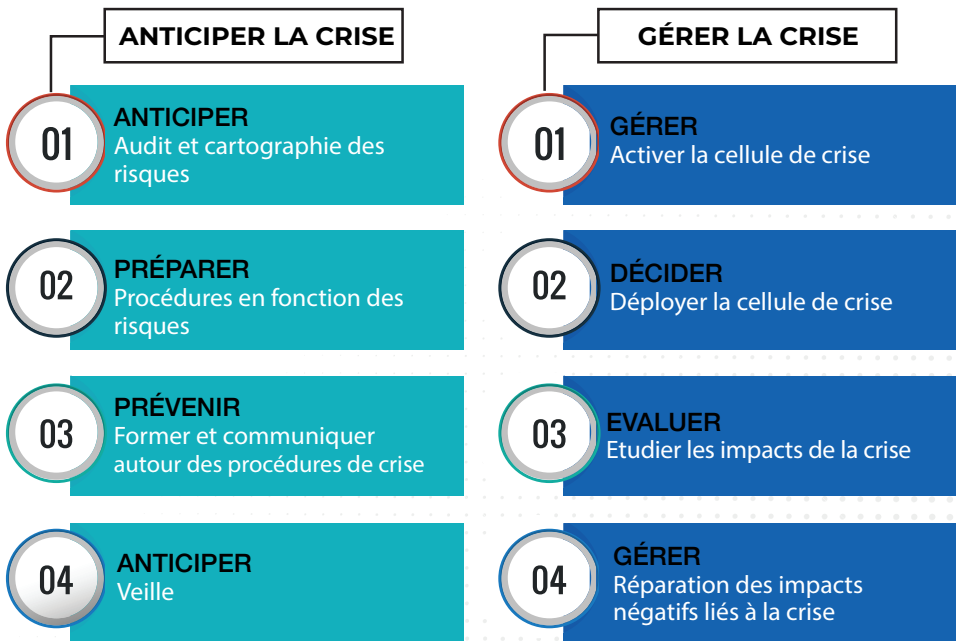 ANTICIPER LA CRISE
01
ANTICIPER
Audit et cartographie des
risques
02
PRÉPARER
Procédures en fonction des
risques
03
PRÉVENIR
Former et communiquer
autour des procédures de crise
04
ANTICIPER
Veille
GÉRER LA CRISE
01
GÉRER
Activer la cellule de crise
02
DÉCIDER
Déployer la cellule de crise
03
EVALUER
Etudier les impacts de la crise
04
GÉRER
Réparation des impacts
négatifs liés à la crise